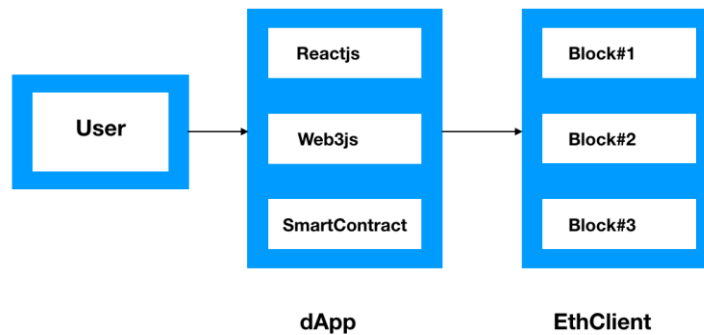 User
Reactjs
Web3js
SmartContract
dApp
Block#1
Block#2
Block#3
EthClient